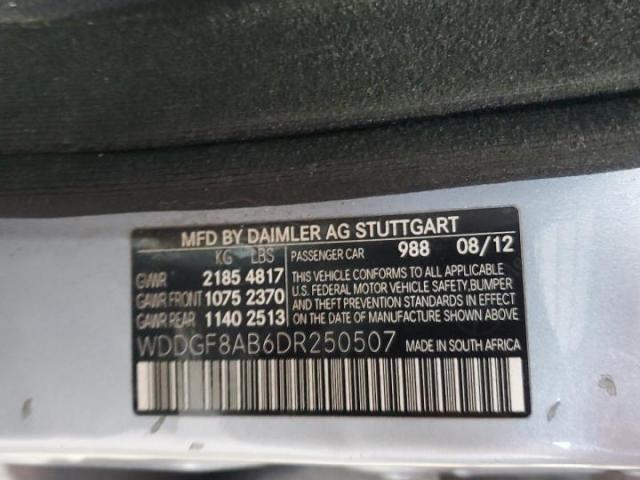 MFD BY DAIMLER AG STUTTGART
KG LBS PASSENGER CAR 988 08/12
GVWR 2185 4817
GAWR FRONT 1075 2370
GAWR REAR 1140 2513
THIS VEHICLE CONFORMS TO ALL APPLICABLE
U.S. FEDERAL MOTOR VEHICLE SAFETY, BUMPER
AND THEFT PREVENTION STANDARDS IN EFFECT
ON THE DATE OF MANUFACTURE SHOWN ABOVE
WDDGF8AB6DR250507 MADE IN SOUTH AFRICA